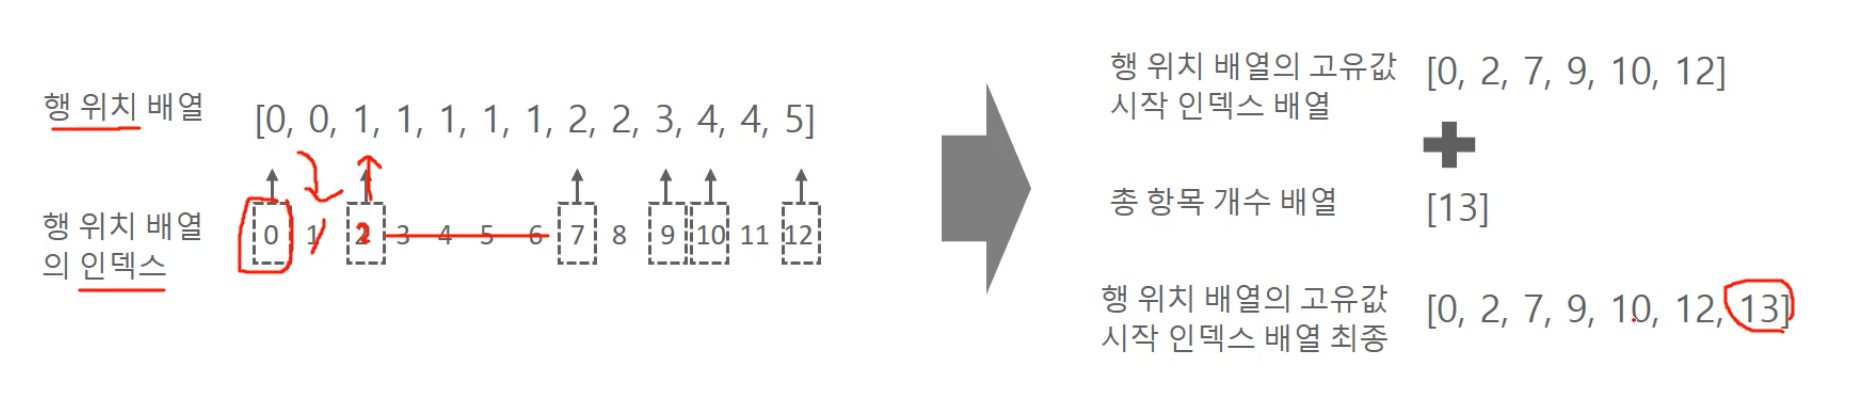 행 위치 배열
[0, 0, 1, 1, 1, 1, 1, 2, 2, 3, 4, 4, 5]
행 위치 배열
의 인덱스
0 1 2 3 4 5 6 7 8 9 10 11 12
행 위치 배열의 고유값
시작 인덱스 배열
[0, 2, 7, 9, 10, 12]
총 항목 개수 배열
[13]
행 위치 배열의 고유값
시작 인덱스 배열 최종
[0, 2, 7, 9, 10, 12, 13]